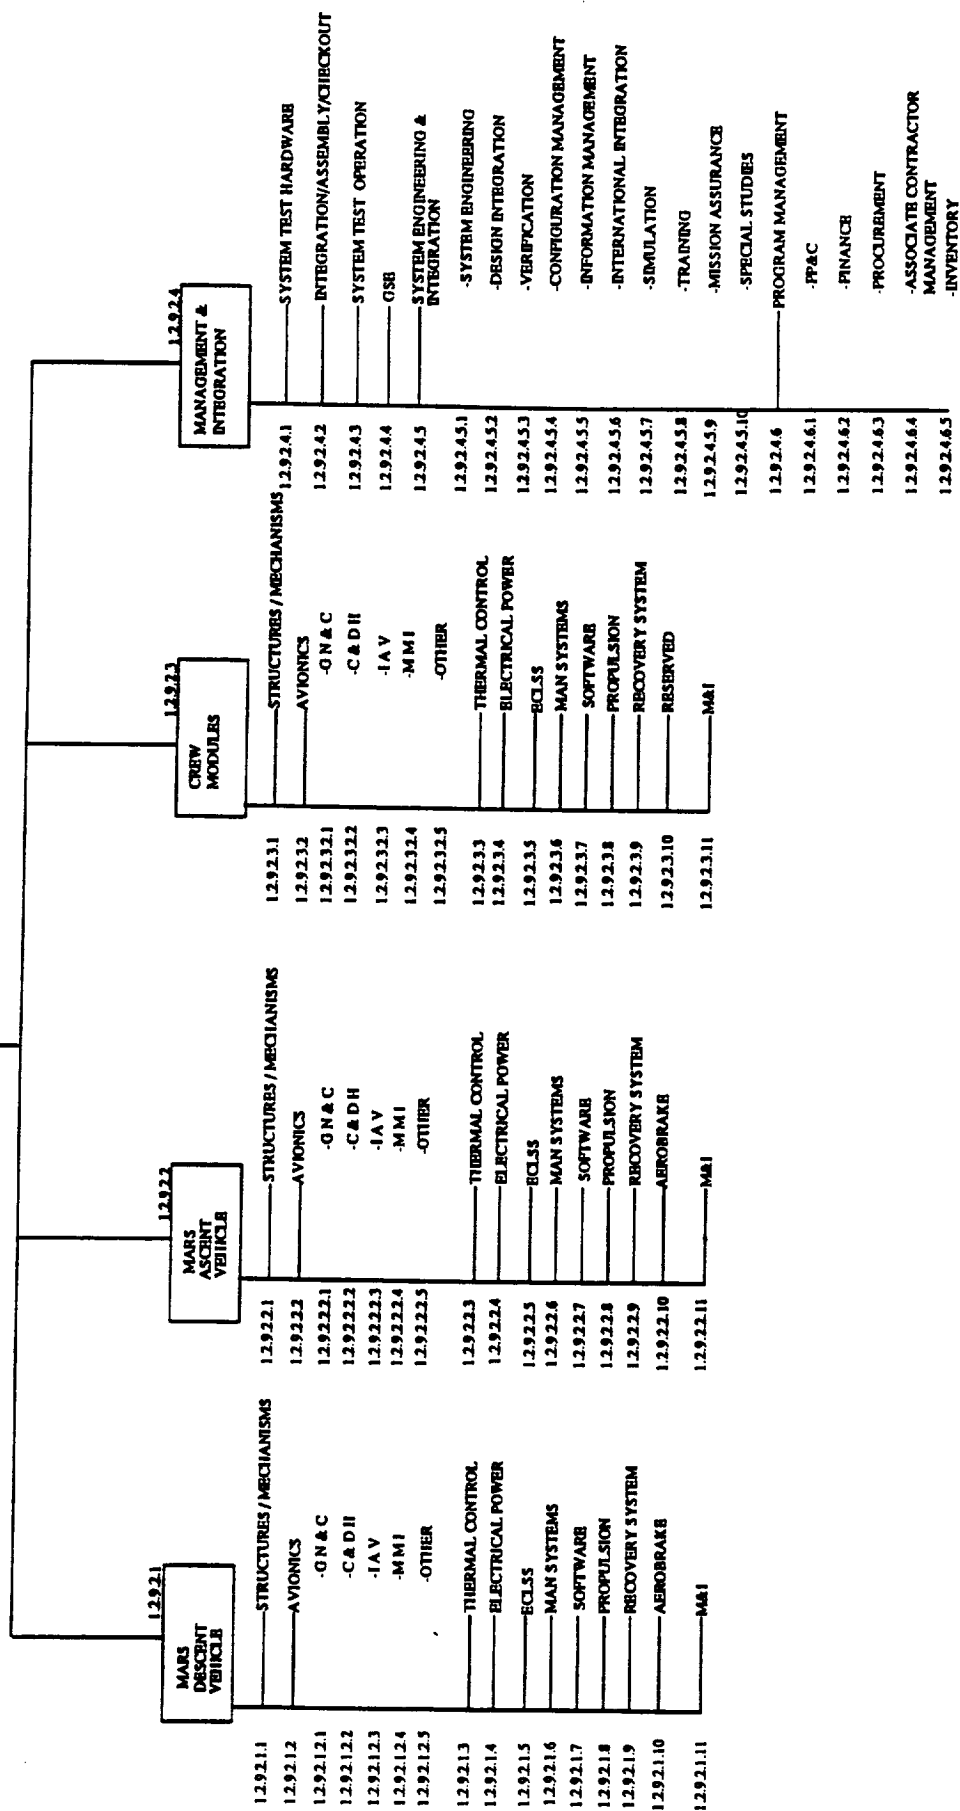 1.2.9.2.1
MARS
DESCENT
VEHICLE
1.2.9.2.1.1 STRUCTURES / MECHANISMS
1.2.9.2.1.2 AVIONICS
1.2.9.2.1.2.1 -G N & C
1.2.9.2.1.2.2 -C & D H
1.2.9.2.1.2.3 -I A V
1.2.9.2.1.2.4 -M M I
1.2.9.2.1.2.5 -OTHER
1.2.9.2.1.3 THERMAL CONTROL
1.2.9.2.1.4 ELECTRICAL POWER
1.2.9.2.1.5 ECLSS
1.2.9.2.1.6 MAN SYSTEMS
1.2.9.2.1.7 SOFTWARE
1.2.9.2.1.8 PROPULSION
1.2.9.2.1.9 RECOVERY SYSTEM
1.2.9.2.1.10 AEROBRAKE
1.2.9.2.1.11 M&I
1.2.9.2.2
MARS
ASCENT
VEHICLE
1.2.9.2.2.1 STRUCTURES / MECHANISMS
1.2.9.2.2.2 AVIONICS
1.2.9.2.2.2.1 -G N & C
1.2.9.2.2.2.2 -C & D H
1.2.9.2.2.2.3 -I A V
1.2.9.2.2.2.4 -M M I
1.2.9.2.2.2.5 -OTHER
1.2.9.2.2.3 THERMAL CONTROL
1.2.9.2.2.4 ELECTRICAL POWER
1.2.9.2.2.5 ECLSS
1.2.9.2.2.6 MAN SYSTEMS
1.2.9.2.2.7 SOFTWARE
1.2.9.2.2.8 PROPULSION
1.2.9.2.2.9 RECOVERY SYSTEM
1.2.9.2.2.10 AEROBRAKE
1.2.9.2.2.11 M&I
1.2.9.2.3
CREW
MODULES
1.2.9.2.3.1 STRUCTURES / MECHANISMS
1.2.9.2.3.2 AVIONICS
1.2.9.2.3.2.1 -G N & C
1.2.9.2.3.2.2 -C & D H
1.2.9.2.3.2.3 -I A V
1.2.9.2.3.2.4 -M M I
1.2.9.2.3.2.5 -OTHER
1.2.9.2.3.3 THERMAL CONTROL
1.2.9.2.3.4 ELECTRICAL POWER
1.2.9.2.3.5 ECLSS
1.2.9.2.3.6 MAN SYSTEMS
1.2.9.2.3.7 SOFTWARE
1.2.9.2.3.8 PROPULSION
1.2.9.2.3.9 RECOVERY SYSTEM
1.2.9.2.3.10 RESERVED
1.2.9.2.3.11 M&I
1.2.9.2.4
MANAGEMENT &
INTEGRATION
1.2.9.2.4.1 SYSTEM TEST HARDWARE
1.2.9.2.4.2 INTEGRATION/ASSEMBLY/CHECKOUT
1.2.9.2.4.3 SYSTEM TEST OPERATION
1.2.9.2.4.4 GSE
1.2.9.2.4.5 SYSTEM ENGINEERING &
INTEGRATION
1.2.9.2.4.5.1 -SYSTEM ENGINEERING
1.2.9.2.4.5.2 -DESIGN INTEGRATION
1.2.9.2.4.5.3 -VERIFICATION
1.2.9.2.4.5.4 -CONFIGURATION MANAGEMENT
1.2.9.2.4.5.5 -INFORMATION MANAGEMENT
1.2.9.2.4.5.6 -INTERNATIONAL INTEGRATION
1.2.9.2.4.5.7 -SIMULATION
1.2.9.2.4.5.8 -TRAINING
1.2.9.2.4.5.9 -MISSION ASSURANCE
1.2.9.2.4.5.10 -SPECIAL STUDIES
1.2.9.2.4.6 PROGRAM MANAGEMENT
1.2.9.2.4.6.1 -PP&C
1.2.9.2.4.6.2 -FINANCE
1.2.9.2.4.6.3 -PROCUREMENT
1.2.9.2.4.6.4 -ASSOCIATE CONTRACTOR
MANAGEMENT
1.2.9.2.4.6.5 -INVENTORY